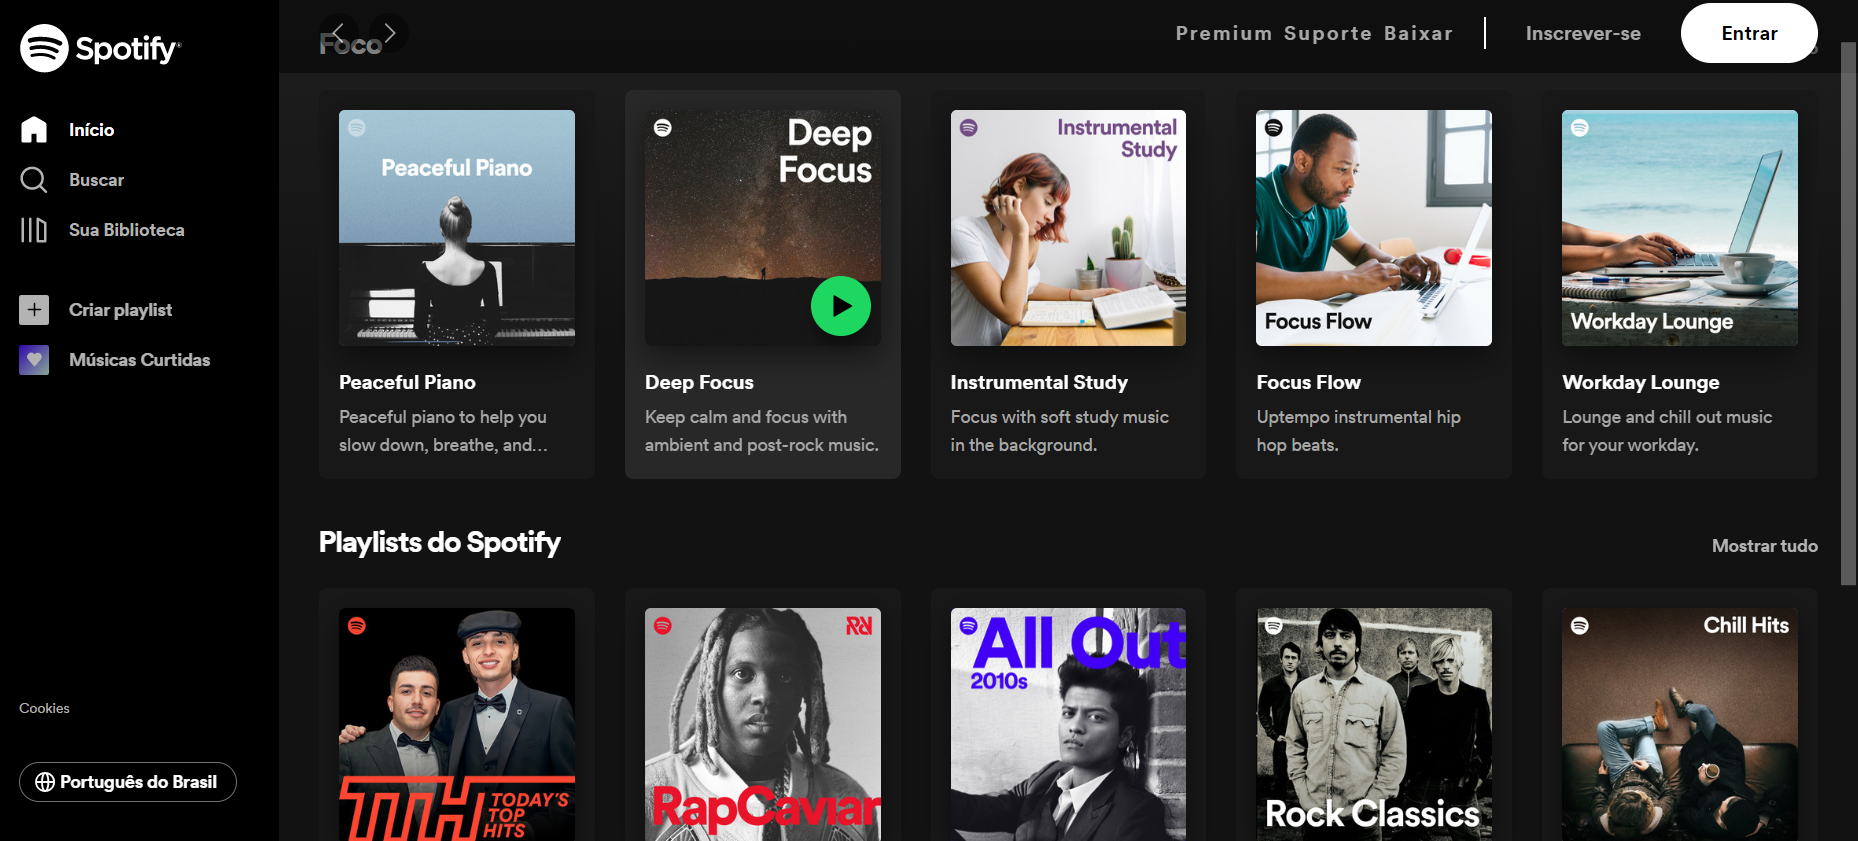 Spotify
Início
Buscar
Sua Biblioteca
Criar playlist
Músicas Curtidas
Cookies
Português do Brasil
Foco
Premium Suporte Baixar
Inscrever-se
Entrar
Peaceful Piano
Deep
Focus
Instrumental
Study
Focus Flow
Workday Lounge
Peaceful Piano
Peaceful piano to help you
slow down, breathe, and...
Deep Focus
Keep calm and focus with
ambient and post-rock music.
Instrumental Study
Focus with soft study music
in the background.
Focus Flow
Uptempo instrumental hip
hop beats.
Workday Lounge
Lounge and chill out music
for your workday.
Playlists do Spotify
Mostrar tudo
TTH TODAY'S
TOP
HITS
RapCaviar
All Out
2010s
Rock Classics
Chill Hits